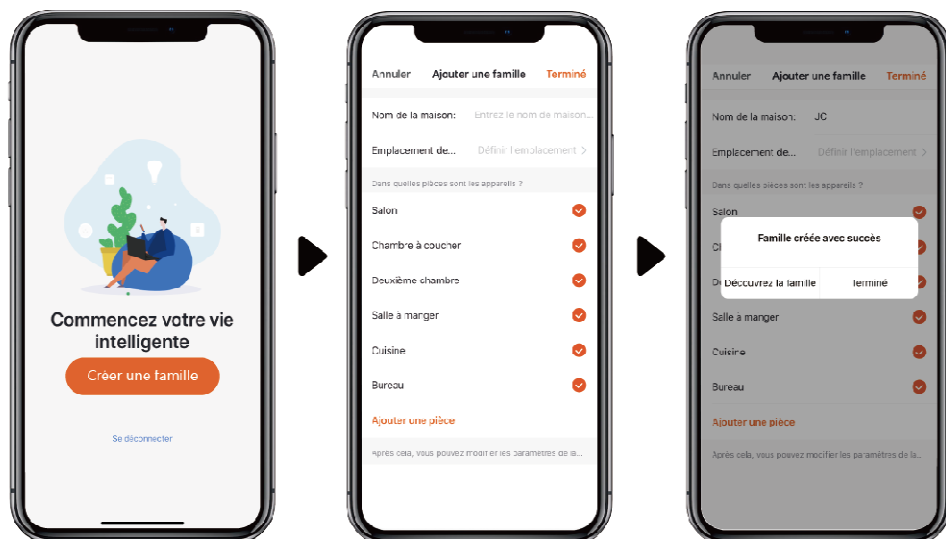 Commencez votre vie
intelligente
Créer une famille
Se déconnecter
Annuler Ajouter une famille Terminé
Nom de la maison: Entrez le nom de maison...
Emplacement de... Définir l'emplacement >
Dans quelles pièces sont les appareils ?
Salon
Chambre à coucher
Deuxième chambre
Salle à manger
Cuisine
Bureau
Ajouter une pièce
Après cela, vous pouvez modifier les paramètres de la...
Annuler Ajouter une famille Terminé
Nom de la maison: JC
Emplacement de... Définir l'emplacement >
Dans quelles pièces sont les appareils ?
Salon
Famille créée avec succès
Découvrez la famille Terminé
Salle à manger
Cuisine
Bureau
Ajouter une pièce
Après cela, vous pouvez modifier les paramètres de la...